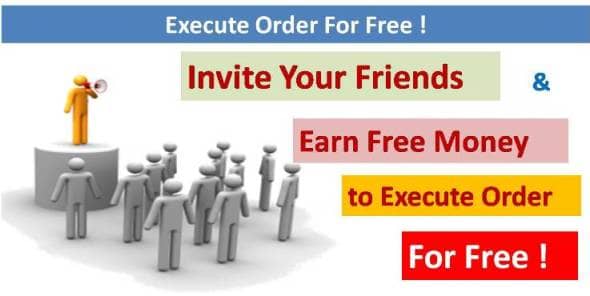 Execute Order For Free !
Invite Your Friends
&
Earn Free Money
to Execute Order
For Free !